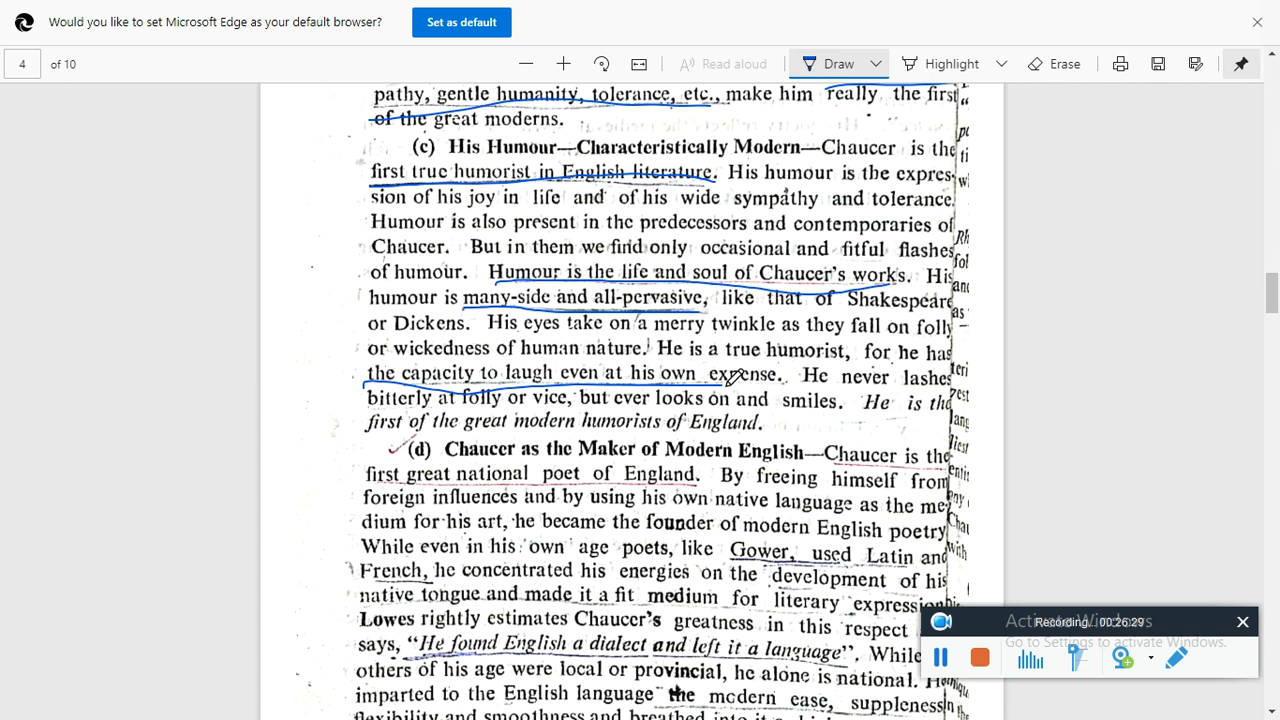 Would you like to set Microsoft Edge as your default browser?
Set as default
4
of 10
Read aloud
Draw
Highlight
Erase
pathy, gentle humanity, tolerance, etc., make him really the first
of the great moderns.
(c) His Humour—Characteristically Modern—Chaucer is the
first true humorist in English literature. His humour is the expres-
sion of his joy in life and of his wide sympathy and tolerance.
Humour is also present in the predecessors and contemporaries of
Chaucer. But in them we find only occasional and fitful flashes
of humour. Humour is the life and soul of Chaucer's works. His
humour is many-side and all-pervasive, like that of Shakespeare
or Dickens. His eyes take on a merry twinkle as they fall on folly
or wickedness of human nature. He is a true humorist, for he has
the capacity to laugh even at his own expense. He never lashes
bitterly at folly or vice, but ever looks on and smiles. He is the
first of the great modern humorists of England.
(d) Chaucer as the Maker of Modern English—Chaucer is the
first great national poet of England. By freeing himself from
foreign influences and by using his own native language as the me-
dium for his art, he became the founder of modern English poetry
While even in his own age poets, like Gower, used Latin and
French, he concentrated his energies on the development of his
native tongue and made it a fit medium for literary expression
Lowes rightly estimates Chaucer's greatness in this respect
says, "He found English a dialect and left it a language". While
others of his age were local or provincial, he alone is national. He
imparted to the English language the modern ease, suppleness
flexibility and smoothness and breathed into it a
Activate Windows
Go to Settings to activate Windows.
Recording... 00:26:29